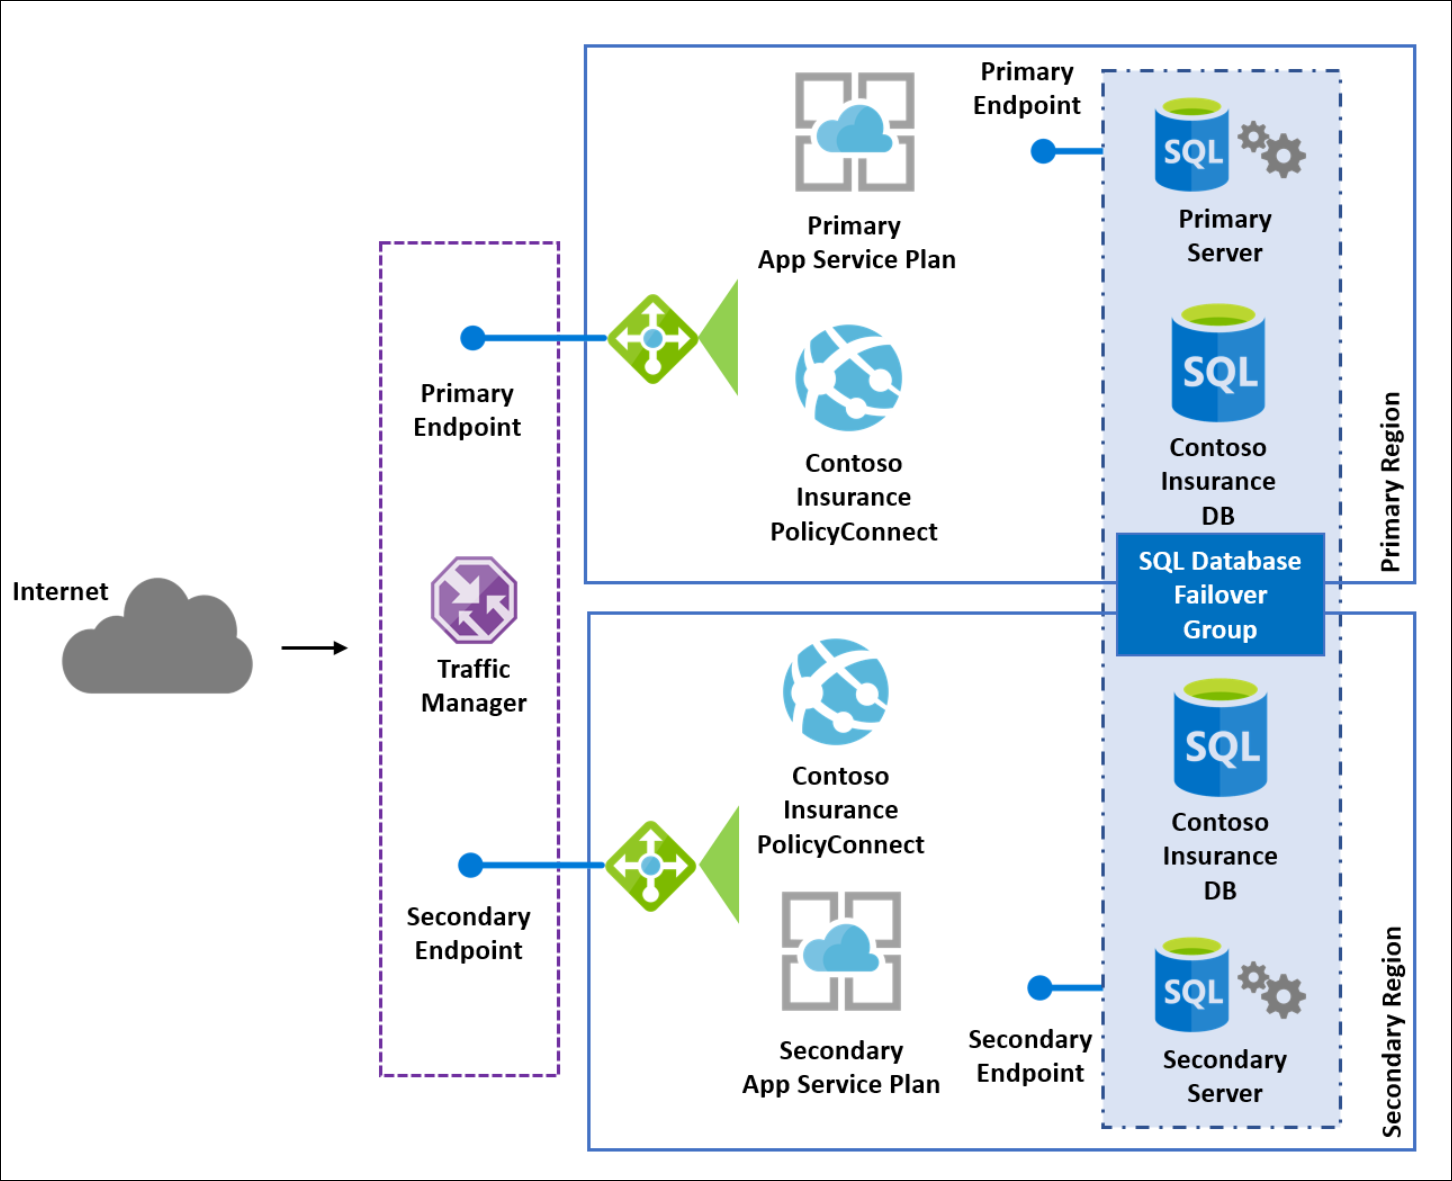 Internet
Primary
Endpoint
Traffic
Manager
Secondary
Endpoint
Primary
App Service Plan
Contoso
Insurance
PolicyConnect
Primary
Endpoint
SQL
Primary
Server
SQL
Contoso
Insurance
DB
Primary Region
SQL Database
Failover
Group
Contoso
Insurance
PolicyConnect
Secondary
App Service Plan
Secondary
Endpoint
SQL
Contoso
Insurance
DB
SQL
Secondary
Server
Secondary Region